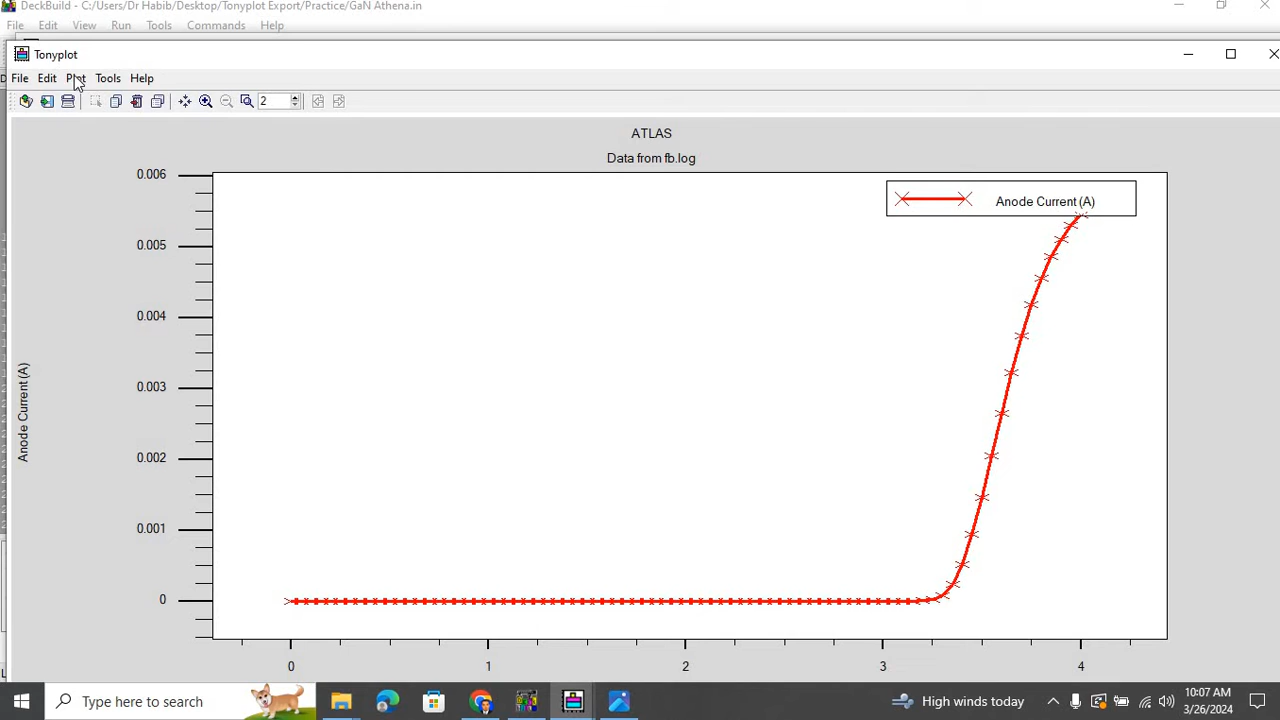 DeckBuild - C:/Users/Dr Habib/Desktop/Tonyplot Export/Practice/GaN Athena.in
File Edit View Run Tools Commands Help
Tonyplot
File Edit Plot Tools Help
2
ATLAS
Data from fb.log
Anode Current (A)
0.006
0.005
0.004
0.003
0.002
0.001
0
Anode Current (A)
0 1 2 3 4
Type here to search
High winds today
10:07 AM
3/26/2024